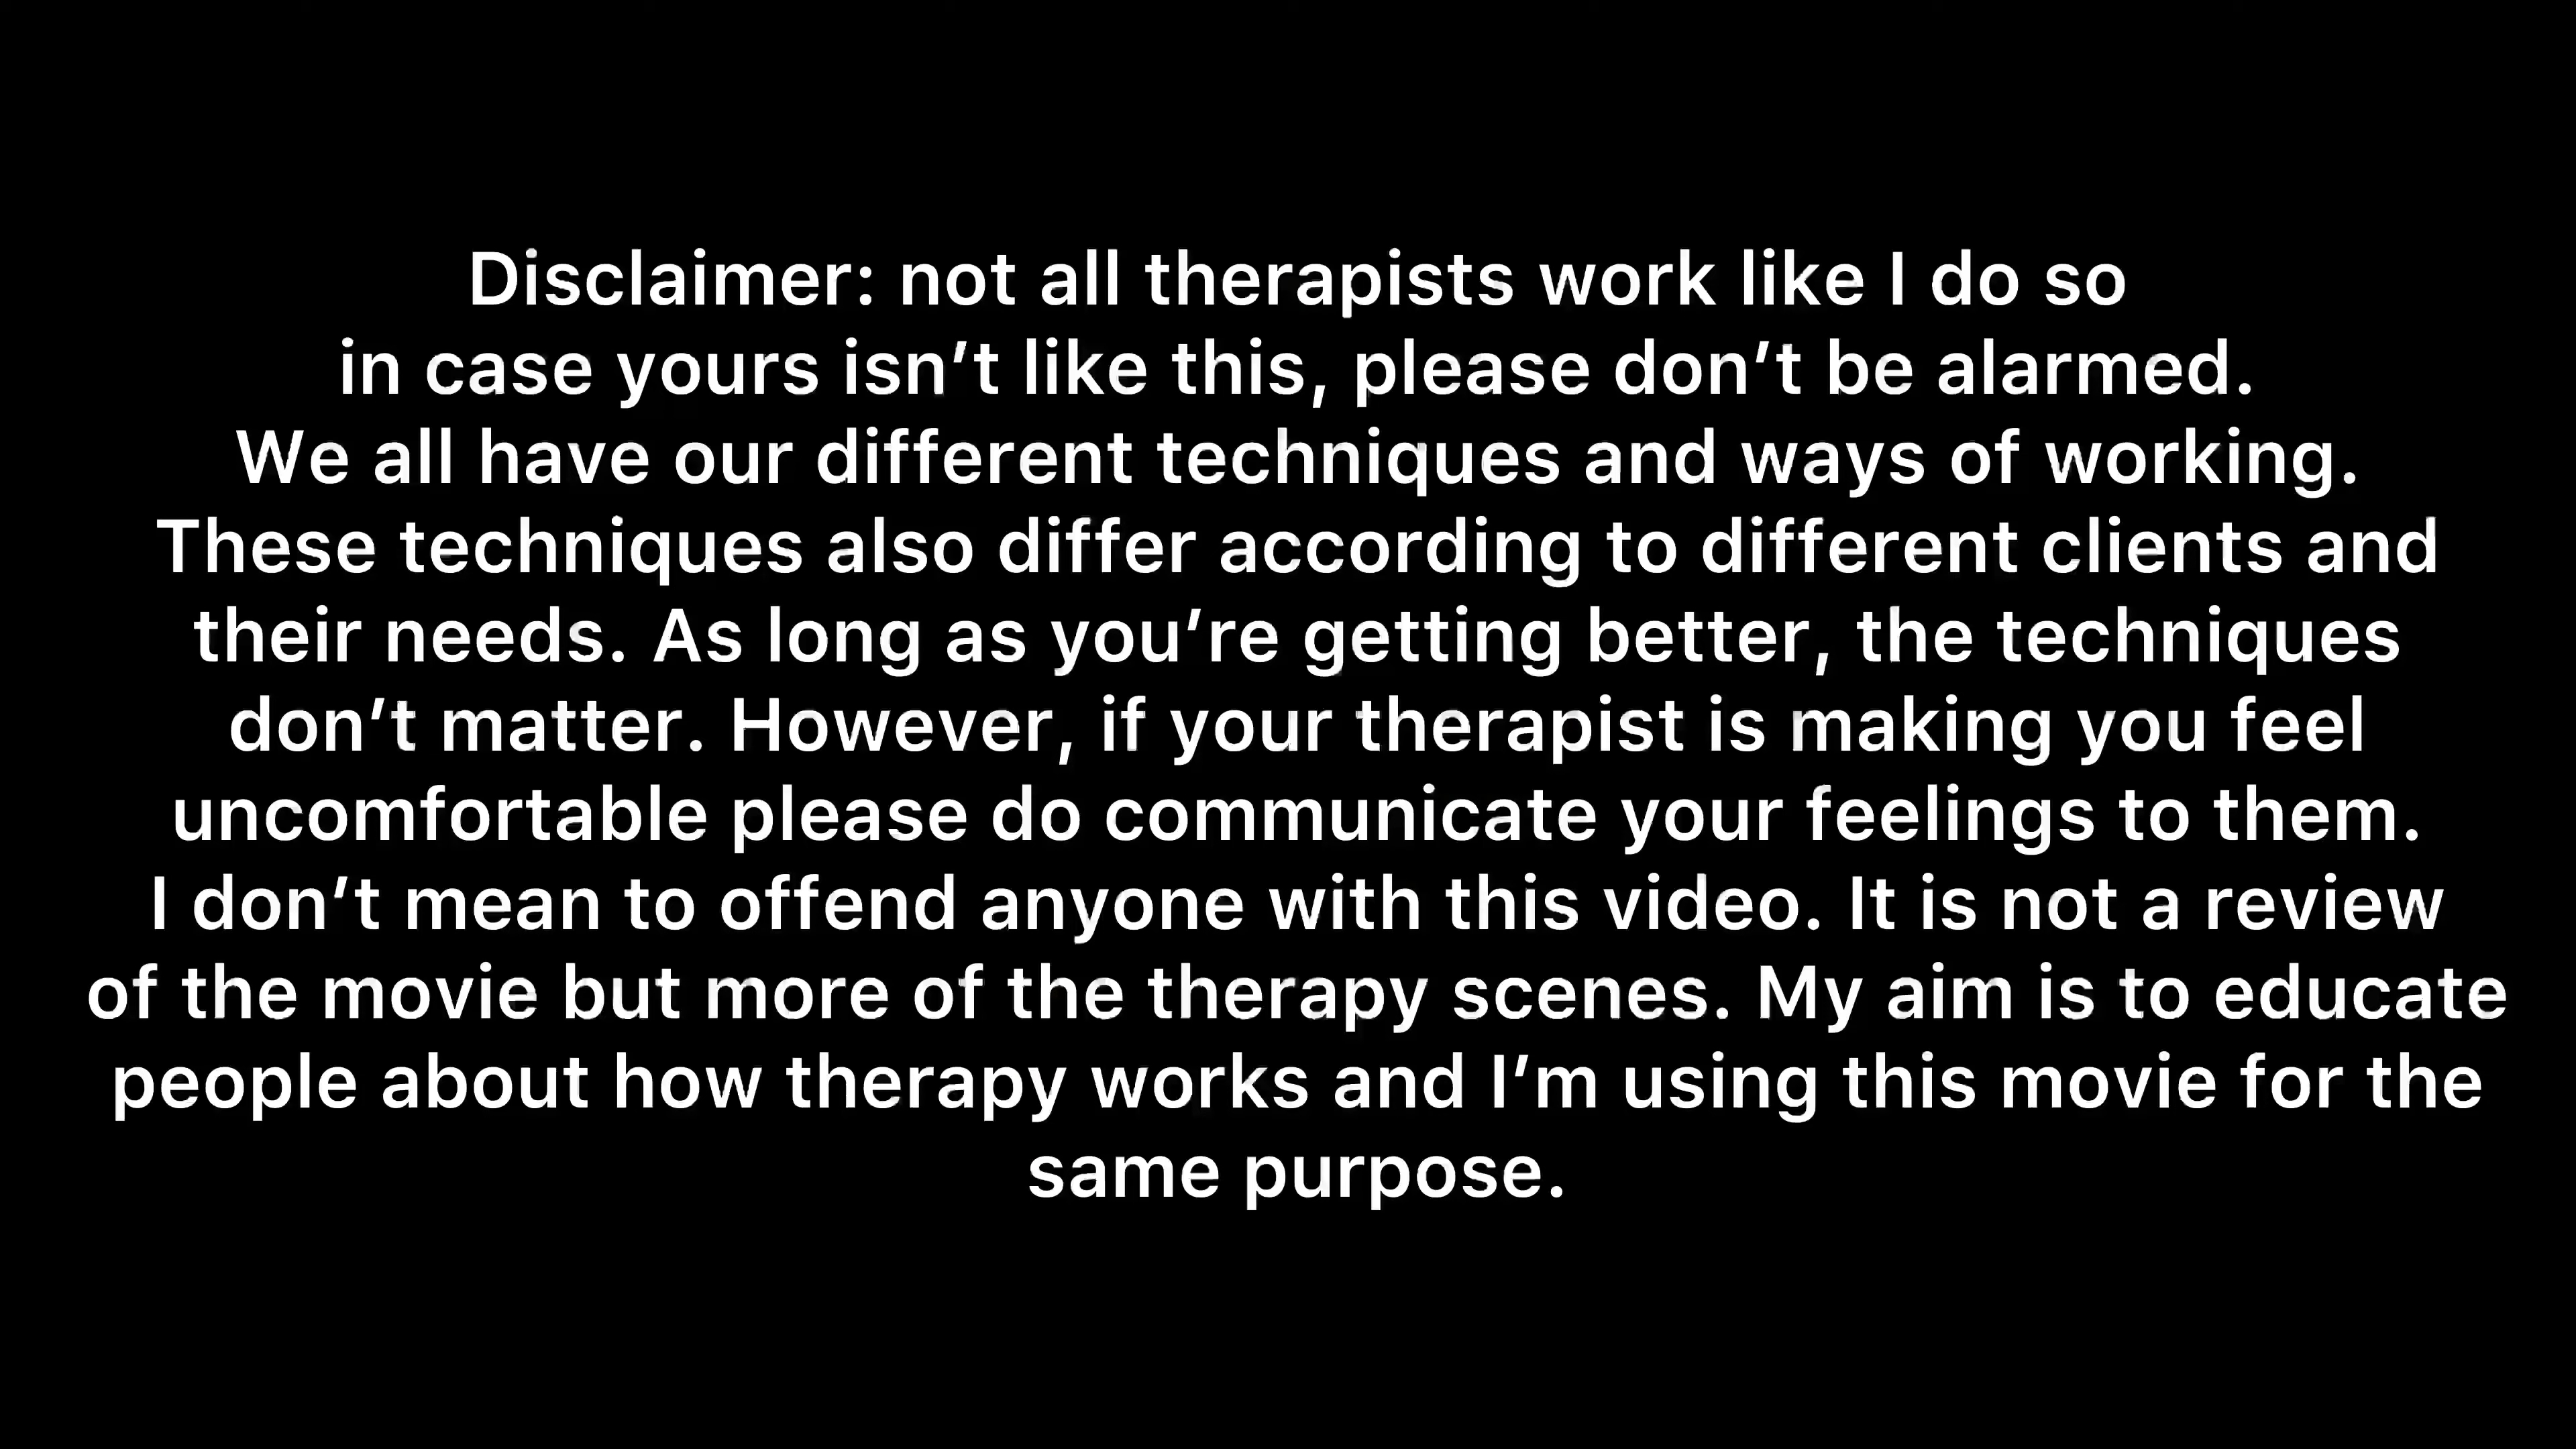 Disclaimer: not all therapists work like I do so
in case yours isn’t like this, please don’t be alarmed.
We all have our different techniques and ways of working.
These techniques also differ according to different clients and
their needs. As long as you’re getting better, the techniques
don’t matter. However, if your therapist is making you feel
uncomfortable please do communicate your feelings to them.
I don’t mean to offend anyone with this video. It is not a review
of the movie but more of the therapy scenes. My aim is to educate
people about how therapy works and I’m using this movie for the
same purpose.